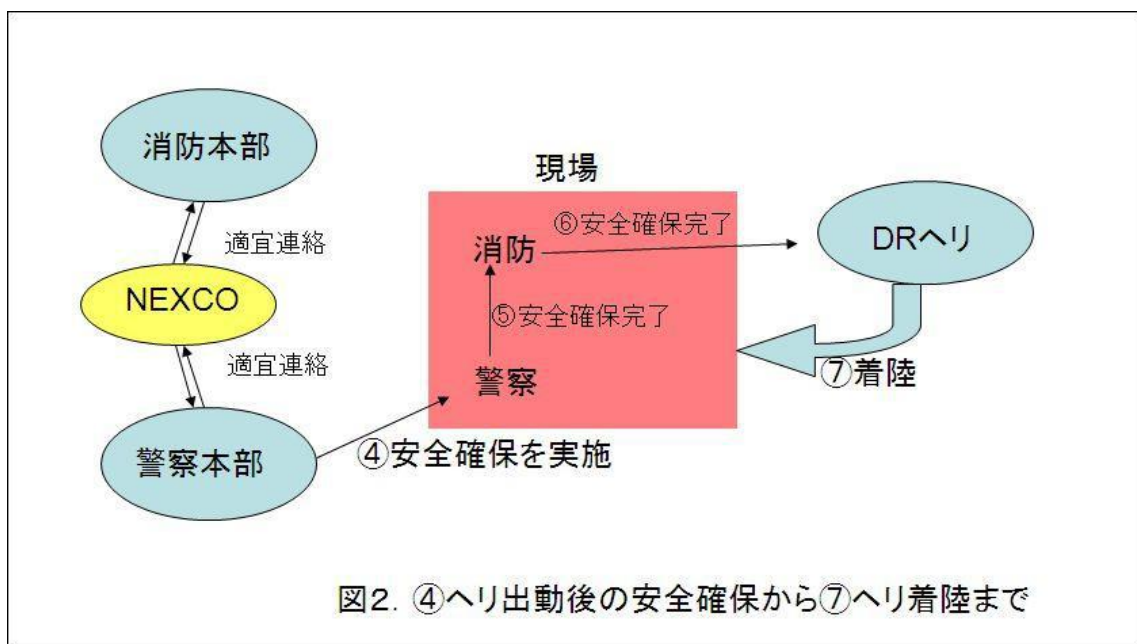 消防本部
適宜連絡
NEXCO
適宜連絡
警察本部
現場
⑥安全確保完了
消防
⑤安全確保完了
警察
④安全確保を実施
DRヘリ
⑦着陸
図2. ④ヘリ出動後の安全確保から⑦ヘリ着陸まで